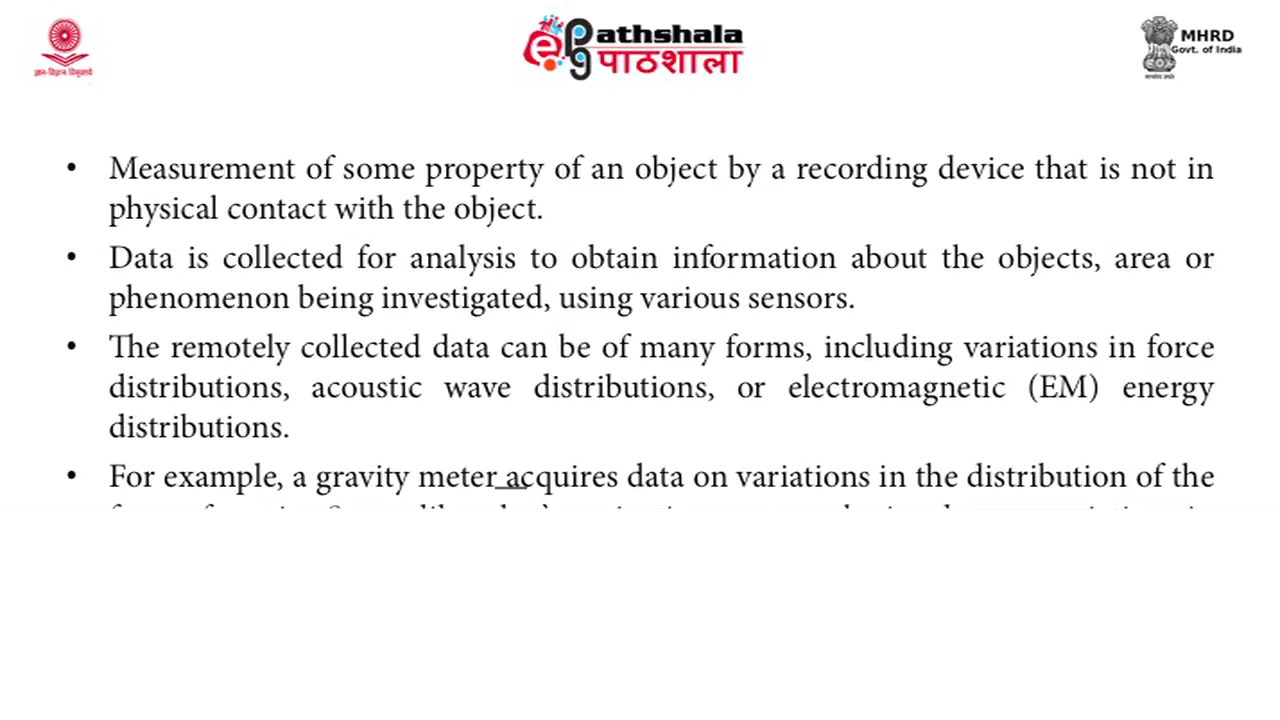 ज्ञान-विज्ञान विमुक्तये
athshala
पाठशाला
MHRD
Govt. of India
• Measurement of some property of an object by a recording device that is not in
physical contact with the object.
• Data is collected for analysis to obtain information about the objects, area or
phenomenon being investigated, using various sensors.
• The remotely collected data can be of many forms, including variations in force
distributions, acoustic wave distributions, or electromagnetic (EM) energy
distributions.
• For example, a gravity meter acquires data on variations in the distribution of the